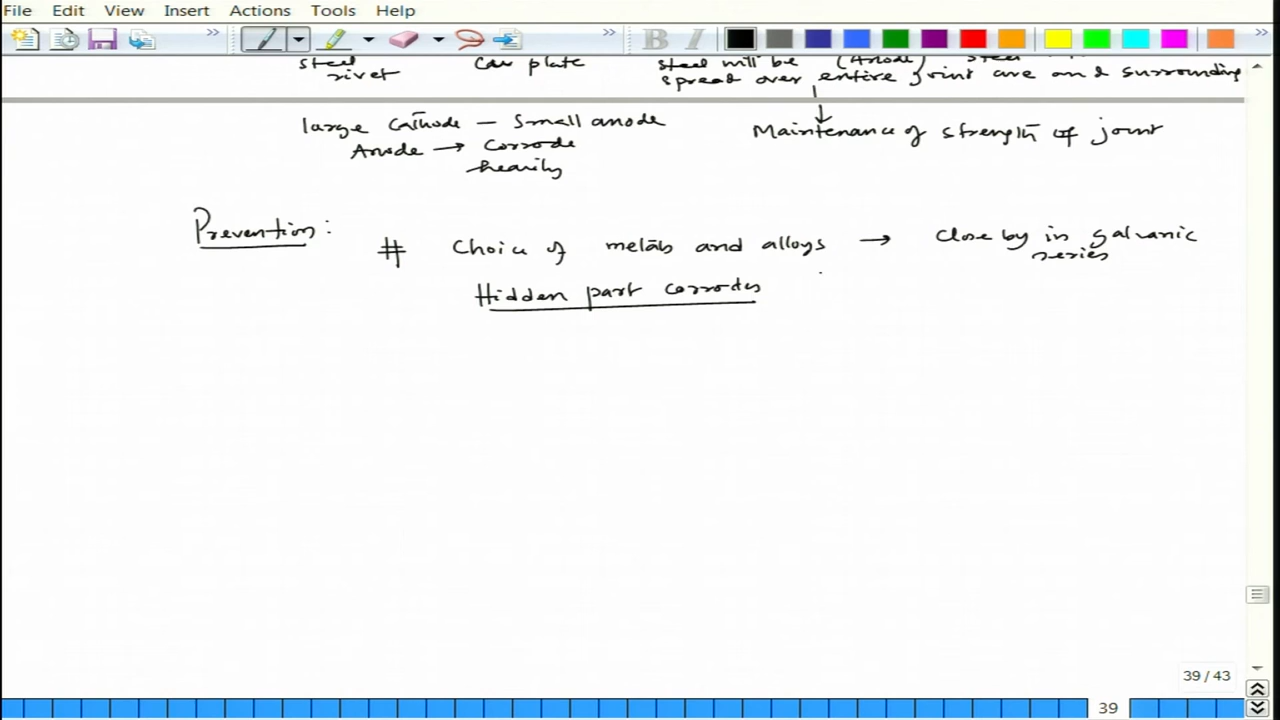 File Edit View Insert Actions Tools Help
steel rivet
Cu plate
steel will be (Anode) steel
spread over entire joint are and surrounding
large Cathode - Small anode
Anode → Corrode heavily
Maintenance of strength of joint
Prevention:
# Choice of metals and alloys → Close by in galvanic series
Hidden part corrodes
39 / 43
39